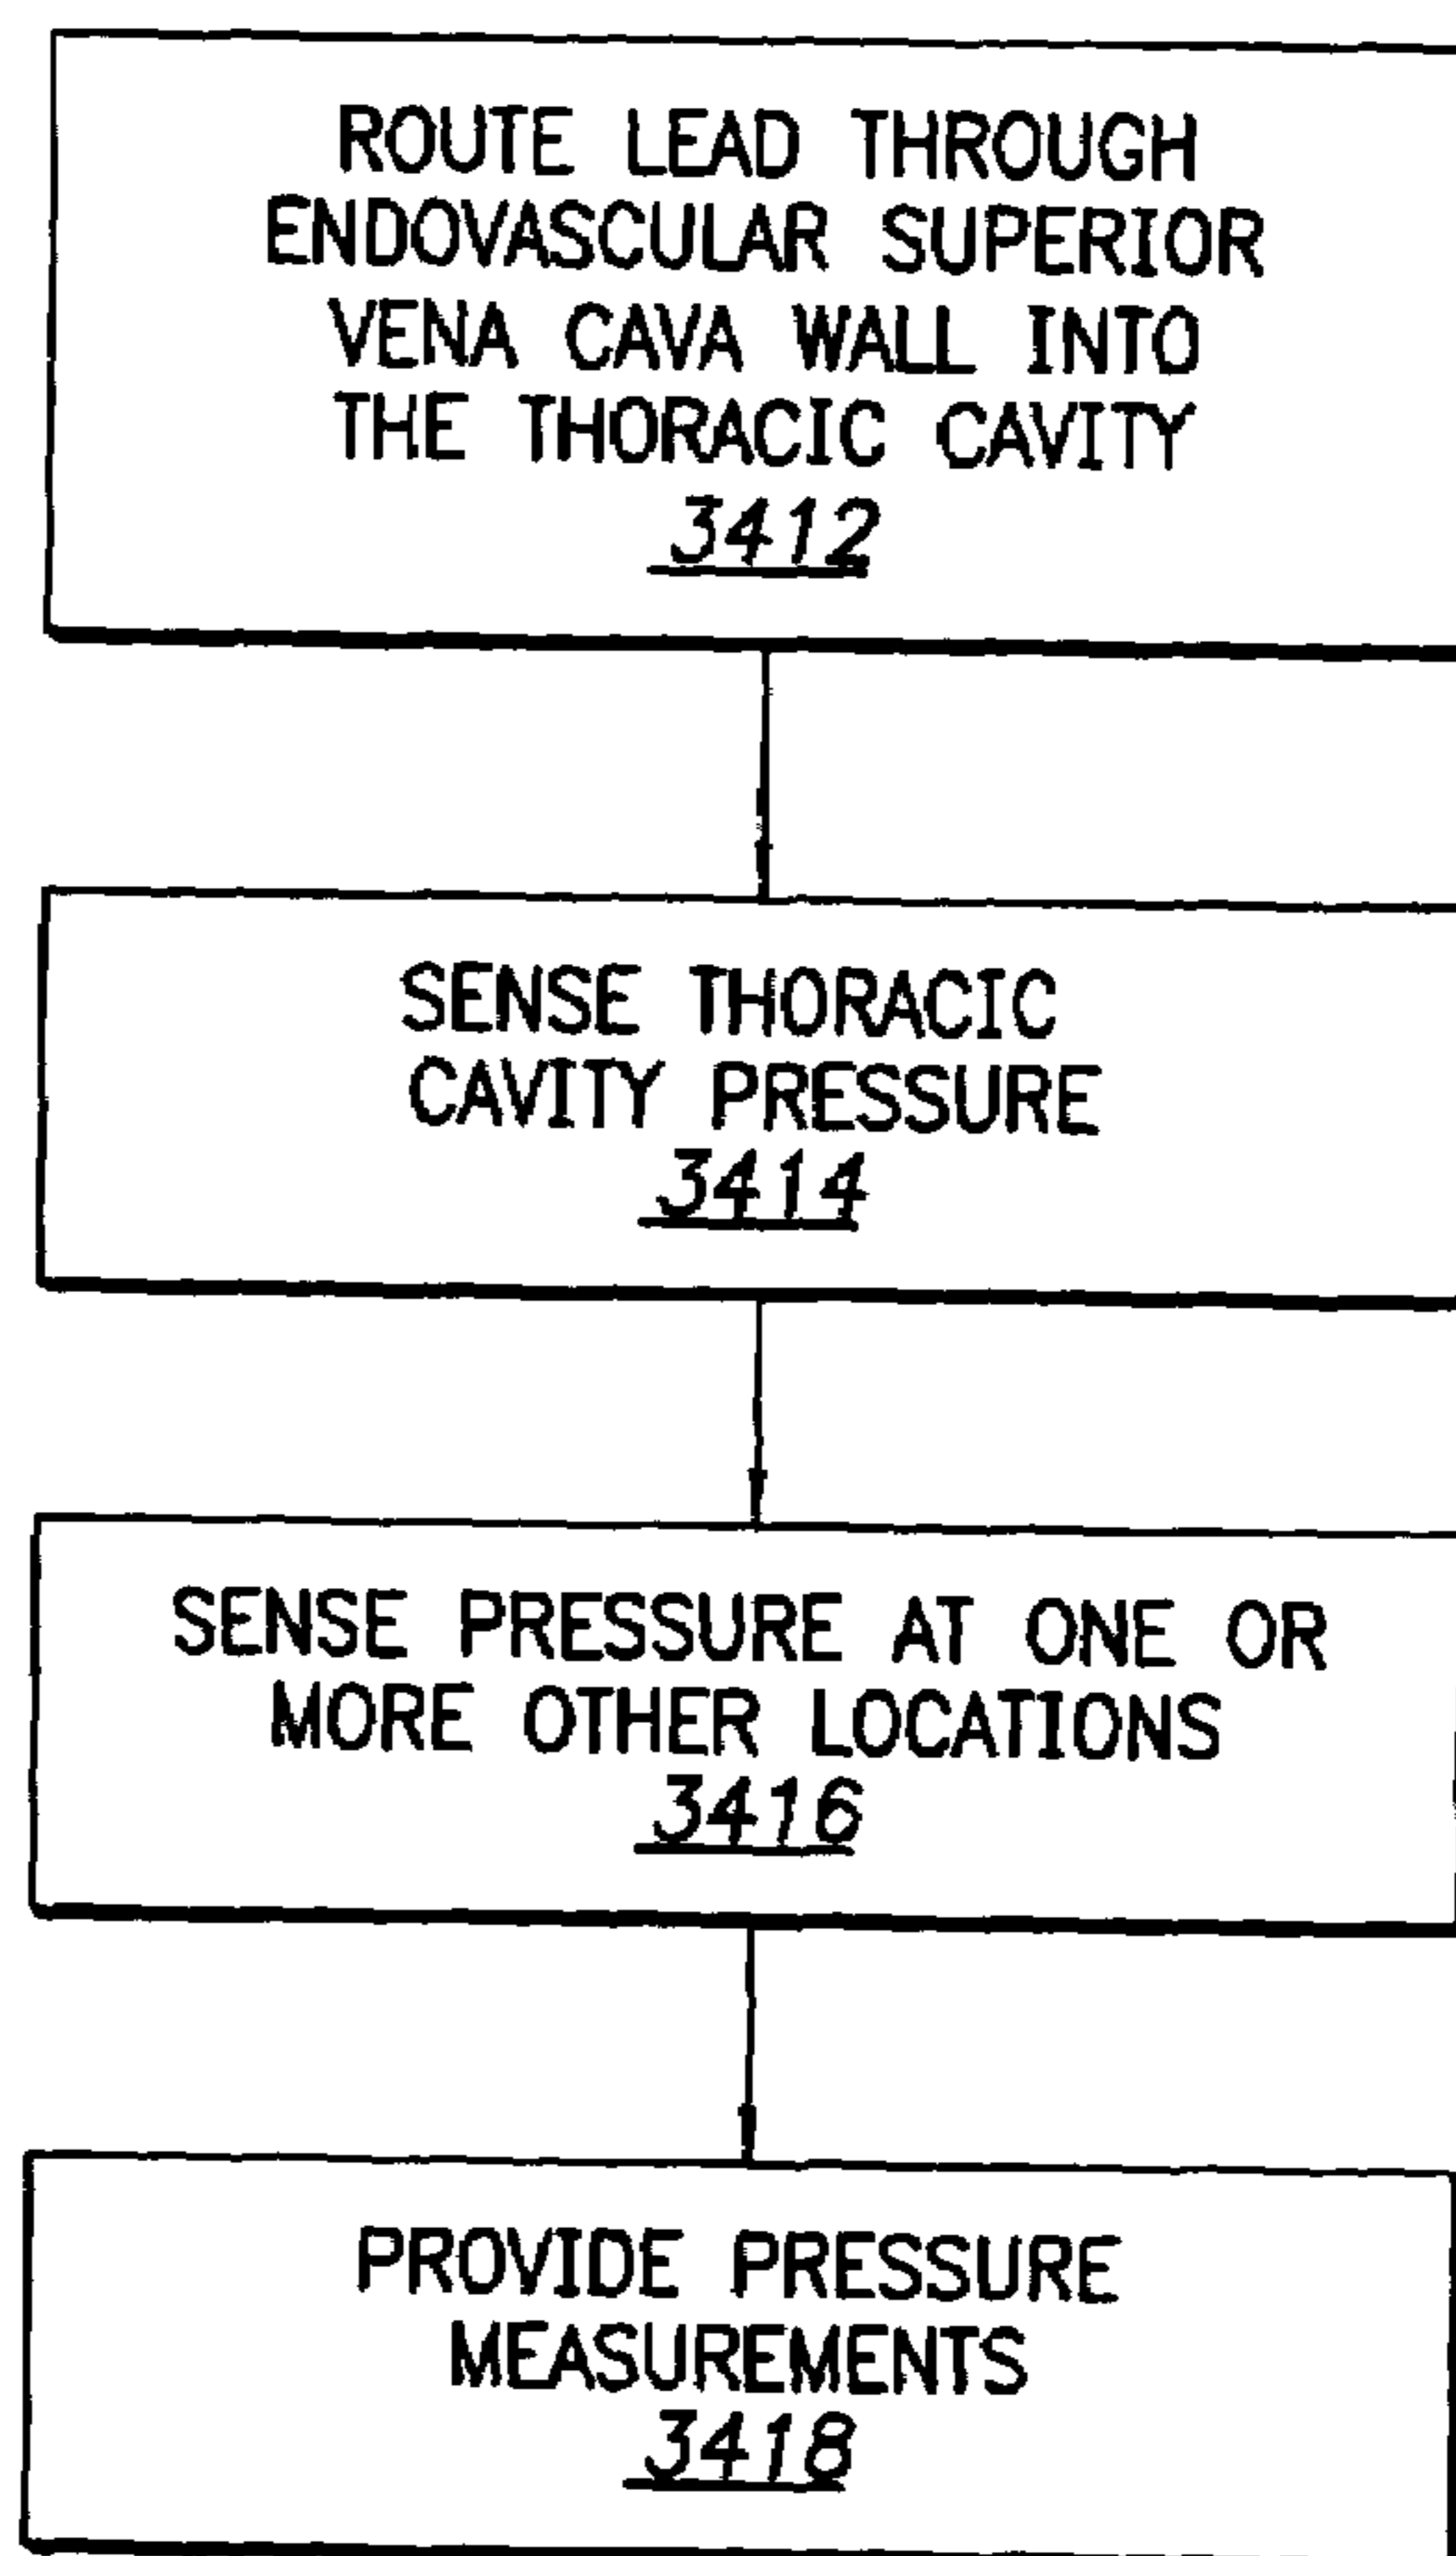 ROUTE LEAD THROUGH
ENDOVASCULAR SUPERIOR
VENA CAVA WALL INTO
THE THORACIC CAVITY
3412
SENSE THORACIC
CAVITY PRESSURE
3414
SENSE PRESSURE AT ONE OR
MORE OTHER LOCATIONS
3416
PROVIDE PRESSURE
MEASUREMENTS
3418